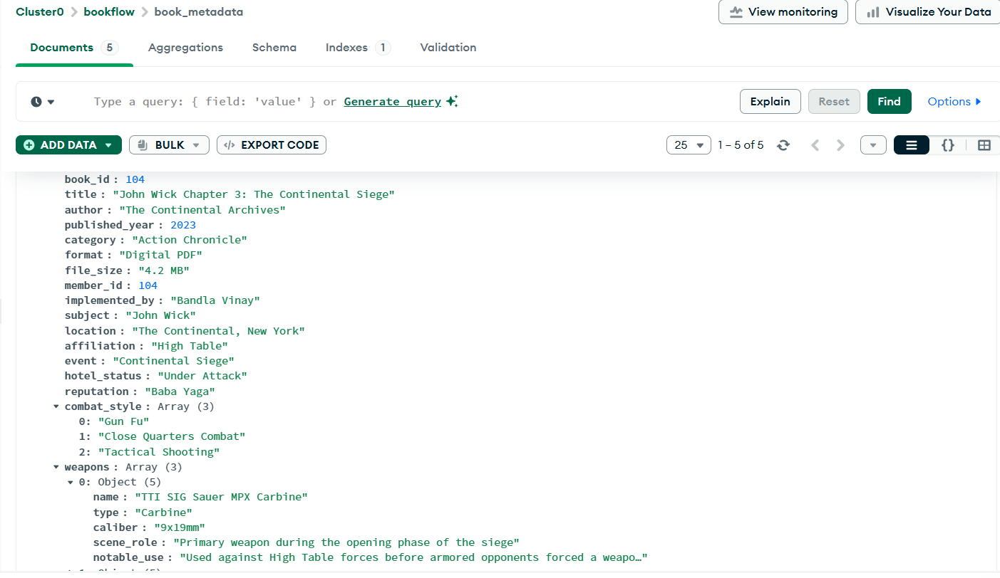 Cluster0 > bookflow > book_metadata
View monitoring
Visualize Your Data
Documents 5
Aggregations
Schema
Indexes 1
Validation
Type a query: { field: 'value' } or Generate query
Explain
Reset
Find
Options
ADD DATA
BULK
EXPORT CODE
25
1 – 5 of 5
{}
book_id : 104
title : "John Wick Chapter 3: The Continental Siege"
author : "The Continental Archives"
published_year : 2023
category : "Action Chronicle"
format : "Digital PDF"
file_size : "4.2 MB"
member_id : 104
implemented_by : "Bandla Vinay"
subject : "John Wick"
location : "The Continental, New York"
affiliation : "High Table"
event : "Continental Siege"
hotel_status : "Under Attack"
reputation : "Baba Yaga"
combat_style : Array (3)
0: "Gun Fu"
1: "Close Quarters Combat"
2: "Tactical Shooting"
weapons : Array (3)
0: Object (5)
name : "TTI SIG Sauer MPX Carbine"
type : "Carbine"
caliber : "9x19mm"
scene_role : "Primary weapon during the opening phase of the siege"
notable_use : "Used against High Table forces before armored opponents forced a weapo…"